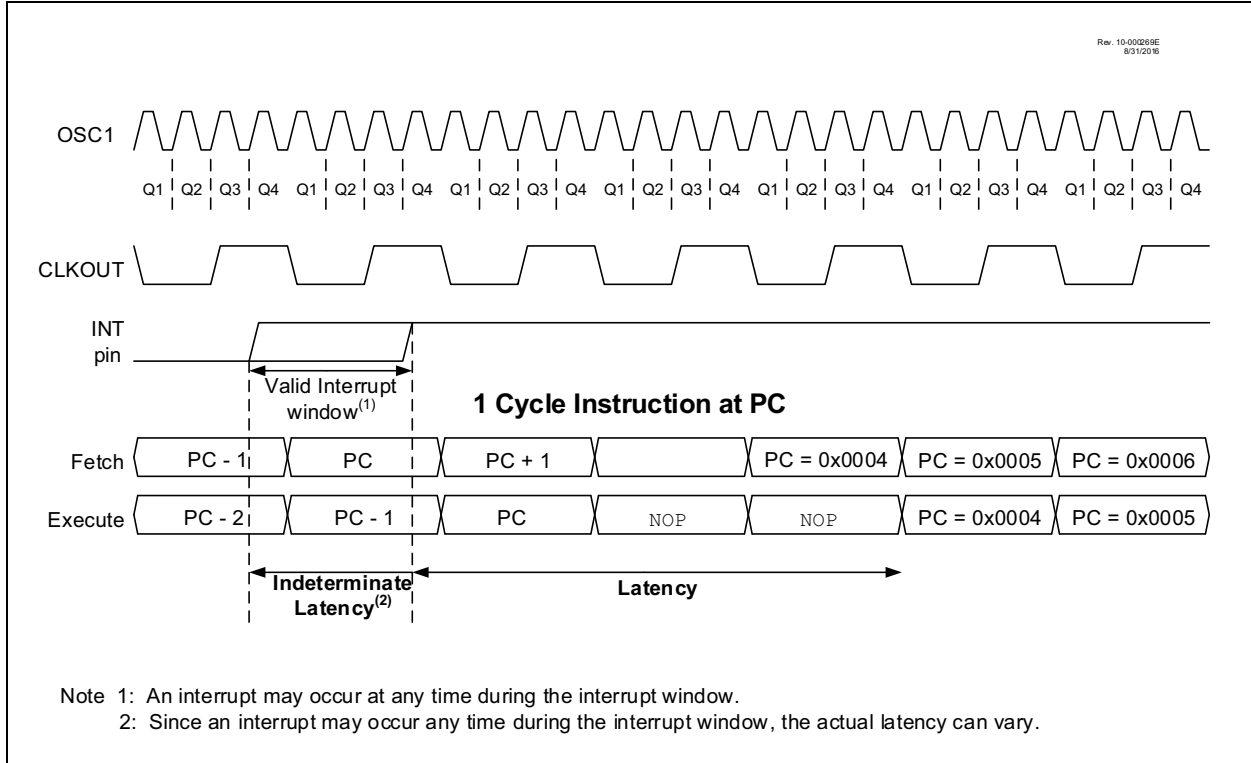 Rev. 10-000269E
8/31/2016
OSC1
Q1 Q2 Q3 Q4 Q1 Q2 Q3 Q4 Q1 Q2 Q3 Q4 Q1 Q2 Q3 Q4 Q1 Q2 Q3 Q4 Q1 Q2 Q3 Q4 Q1 Q2 Q3 Q4
CLKOUT
INT
pin
Valid Interrupt
window(1)
1 Cycle Instruction at PC
Fetch PC - 1 PC PC + 1 PC = 0x0004 PC = 0x0005 PC = 0x0006
Execute PC - 2 PC - 1 PC NOP NOP PC = 0x0004 PC = 0x0005
Indeterminate
Latency(2)
Latency
Note 1: An interrupt may occur at any time during the interrupt window.
2: Since an interrupt may occur any time during the interrupt window, the actual latency can vary.